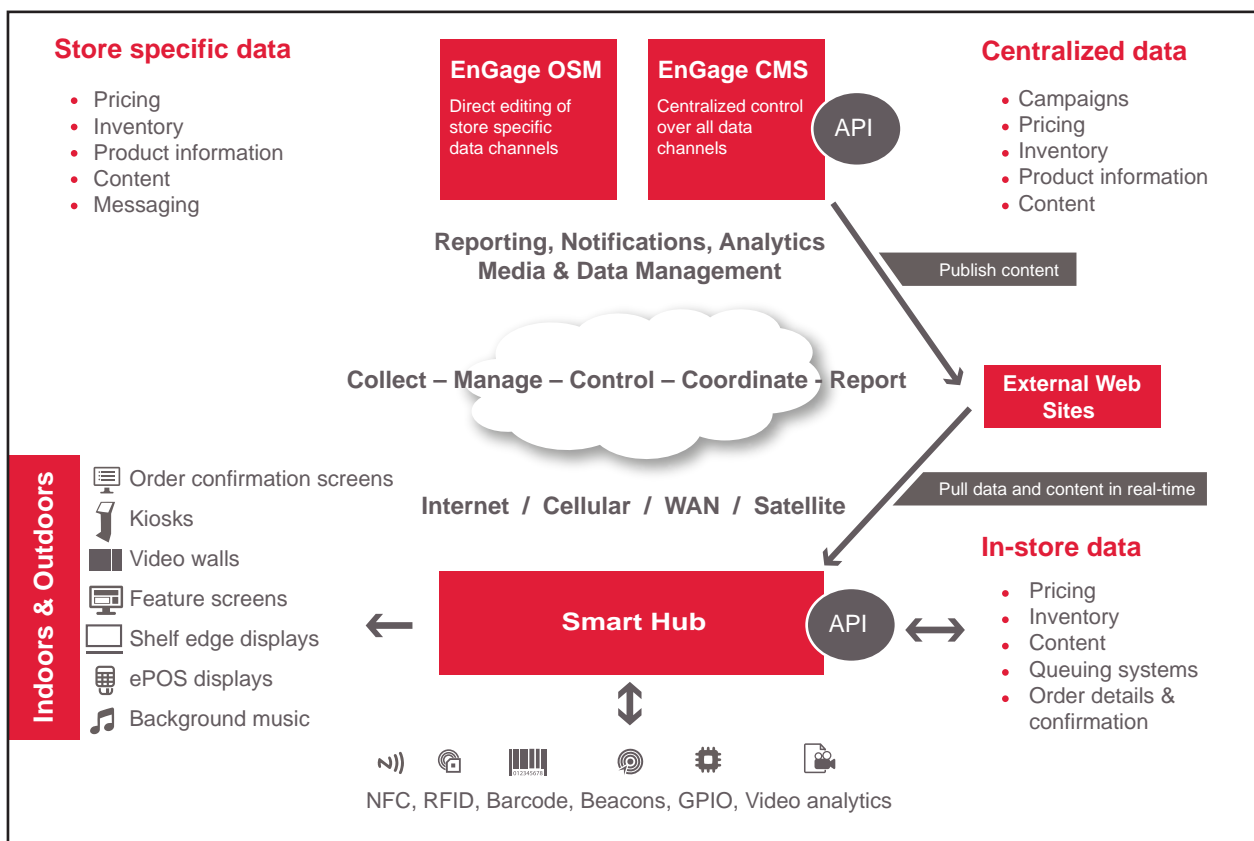 Store specific data
Pricing
Inventory
Product information
Content
Messaging
EnGage OSM
Direct editing of
store specific
data channels
EnGage CMS
Centralized control
over all data
channels
API
Centralized data
Campaigns
Pricing
Inventory
Product information
Content
Reporting, Notifications, Analytics
Media & Data Management
Publish content
Collect – Manage – Control – Coordinate - Report
External Web
Sites
Internet / Cellular / WAN / Satellite
Pull data and content in real-time
Indoors & Outdoors
Order confirmation screens
Kiosks
Video walls
Feature screens
Shelf edge displays
ePOS displays
Background music
Smart Hub
API
In-store data
Pricing
Inventory
Content
Queuing systems
Order details &
confirmation
012345678
NFC, RFID, Barcode, Beacons, GPIO, Video analytics